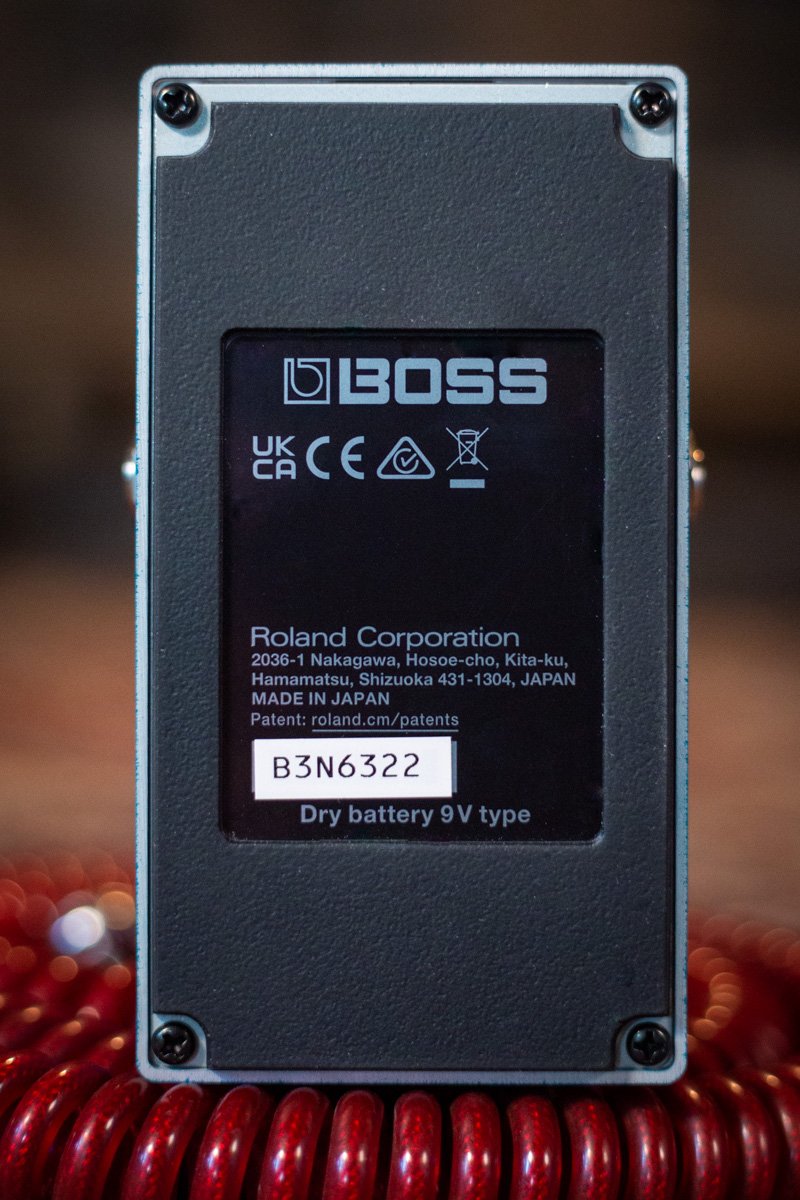 BOSS
UK
CA CE
Roland Corporation
2036-1 Nakagawa, Hosoe-cho, Kita-ku,
Hamamatsu, Shizuoka 431-1304, JAPAN
MADE IN JAPAN
Patent: roland.cm/patents
B3N6322
Dry battery 9V type